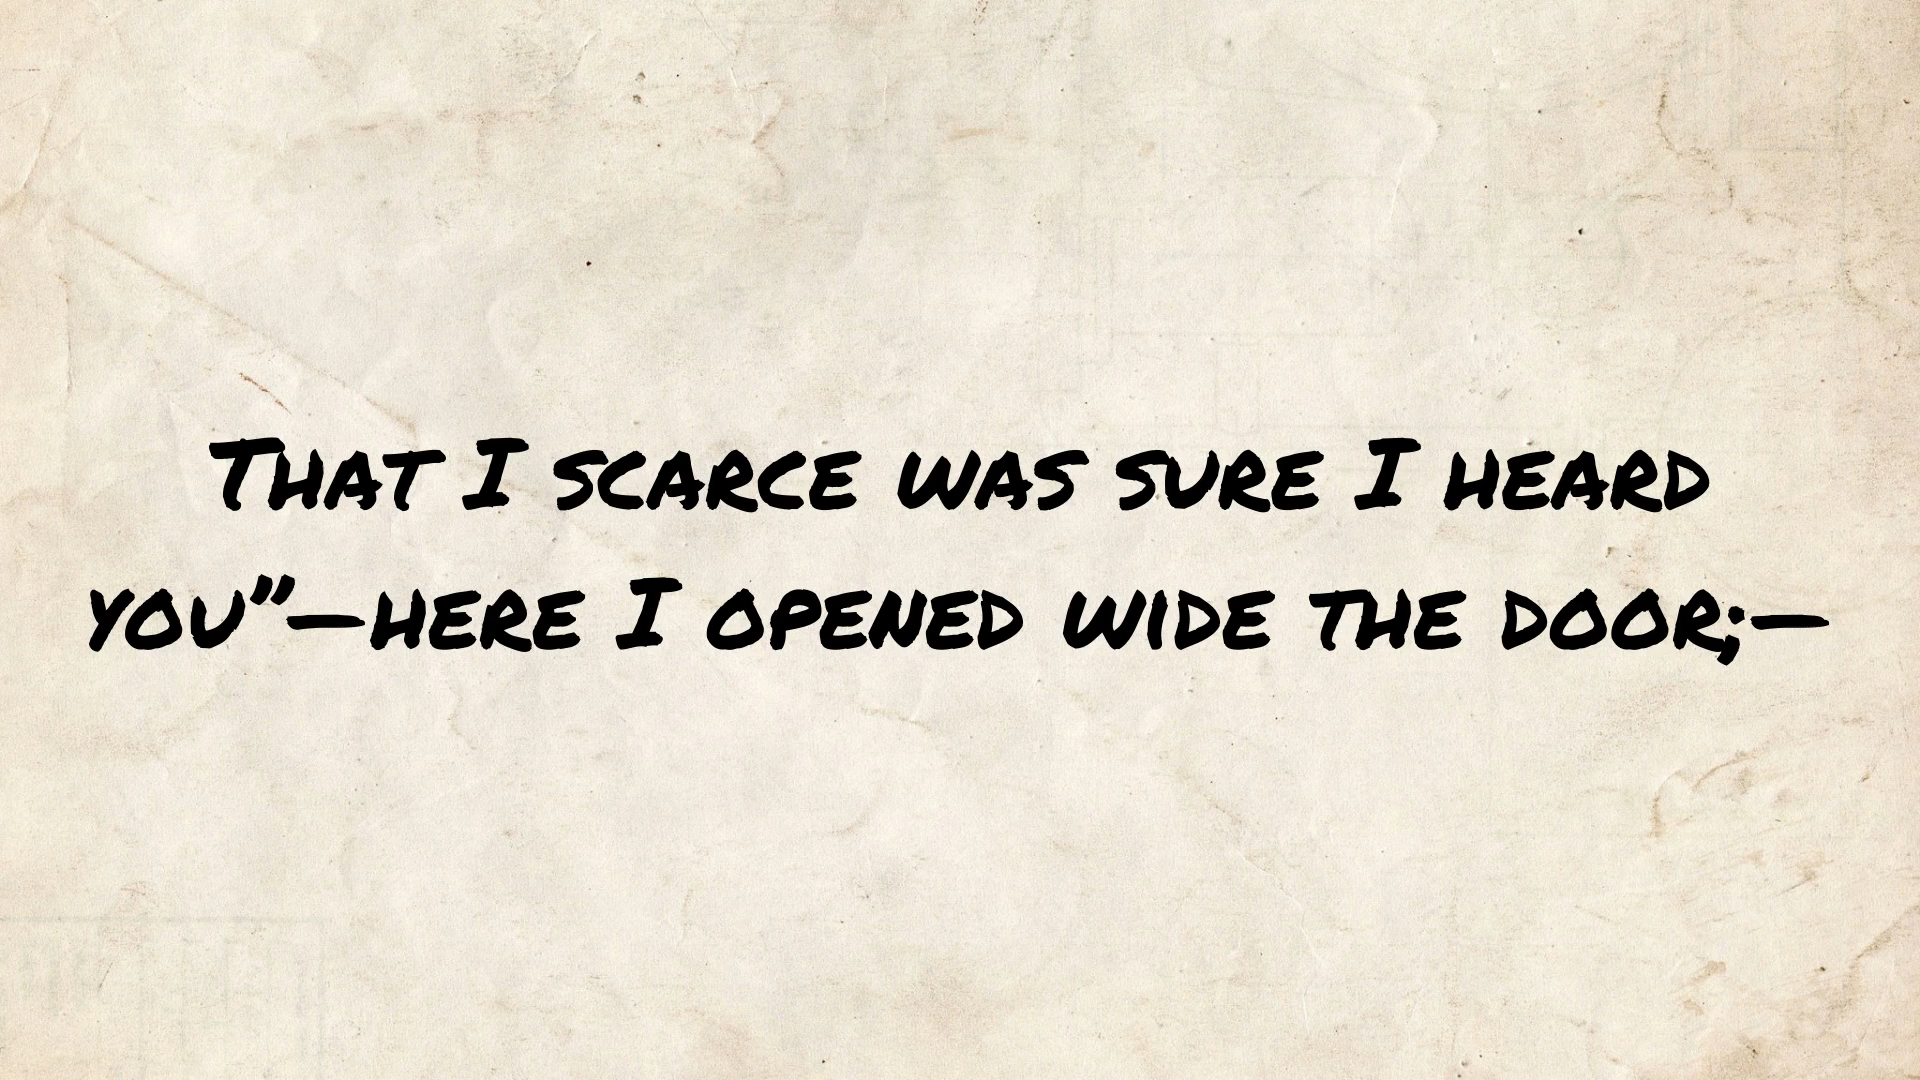 That I scarce was sure I heard
you”—here I opened wide the door;—